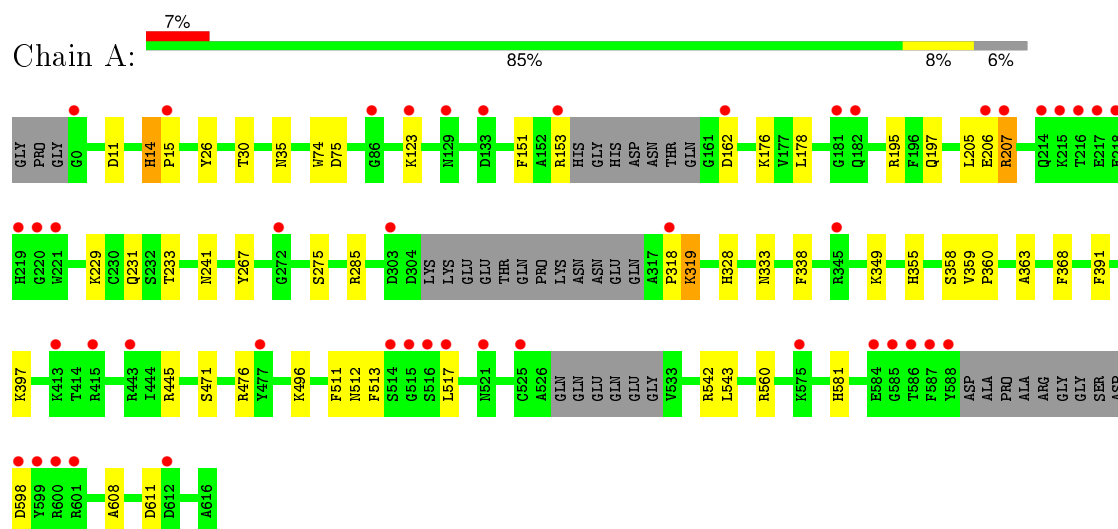 7%
Chain A:
85% 8% 6%
GLY PRO GLY G0 D11 H14 P15 Y26 T30 N35 W74 D75 G86 K123 N129 D133 F151 A152 R153 HIS GLY HIS ASP ASN THR GLN G161 D162 K176 V177 L178 G181 Q182 R195 F196 Q197 L205 E206 R207 Q214 K215 T216 E217
H219 G220 W221 K229 C230 Q231 S232 T233 N241 Y267 G272 S275 R285 D303 D304 LYS LYS GLU GLU THR GLN PRO LYS ASN ASN GLU GLN A317 P318 K319 H328 N333 F338 R345 K349 H355 S358 V359 P360 A363 F368 F391
K397 K413 T414 R415 R443 I444 R445 S471 R476 Y477 K496 F511 N512 F513 S514 G515 S516 L517 N521 C525 A526 GLN GLN GLU GLN GLU GLY V533 R542 L543 R560 K575 H581 E584 G585 T586 F587 Y588 ASP ALA PRO ALA ARG GLY GLY SER ASP
D598 Y599 R600 R601 A608 D611 D612 A616